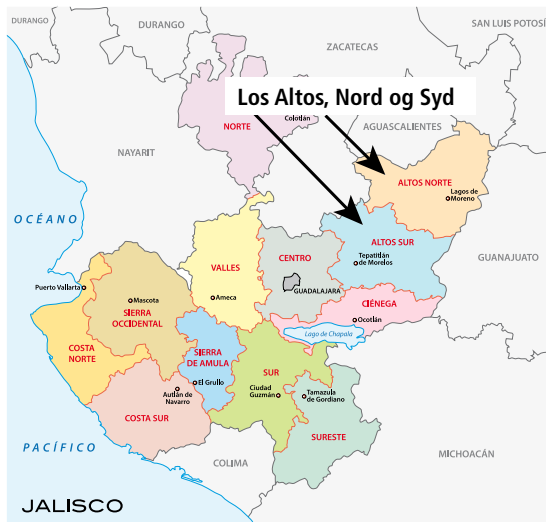 DURANGO
DURANGO
SAN LUIS POTOSÍ
ZACATECAS
Los Altos, Nord og Syd
Colotlán
NORTE
AGUASCALIENTES
NAYARIT
ALTOS NORTE
Lagos de
Moreno
OCÉANO
ALTOS SUR
GUANAJUATO
Tepatitlán
de Morelos
VALLES
CENTRO
Puerto Vallarta
GUADALAJARA
CIÉNEGA
Mascota
Ameca
SIERRA
OCCIDENTAL
Ocotlán
Lago de Chapala
COSTA
NORTE
SIERRA
DE AMULA
SUR
El Grullo
Ciudad
Guzmán
Tamazula
de Gordiano
Autlán de
Navarro
COSTA SUR
SURESTE
PACÍFICO
COLIMA
MICHOACÁN
JALISCO